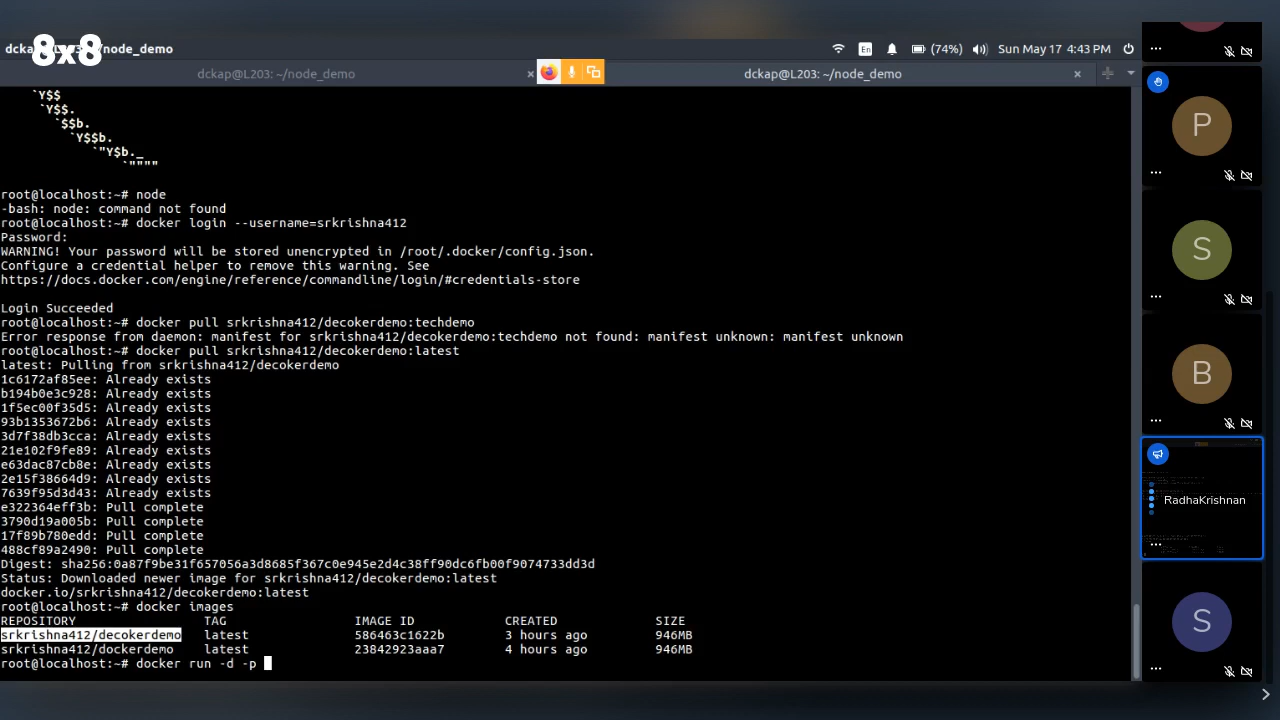 8x8
/node_demo
En
(74%)
Sun May 17 4:43 PM
dckap@L203: ~/node_demo
×
dckap@L203: ~/node_demo
×
`Y$$
`Y$$.
`$$b.
`Y$$b.
`"Y$b._
`""""
root@localhost:~# node
-bash: node: command not found
root@localhost:~# docker login --username=srkrishna412
Password:
WARNING! Your password will be stored unencrypted in /root/.docker/config.json.
Configure a credential helper to remove this warning. See
https://docs.docker.com/engine/reference/commandline/login/#credentials-store
Login Succeeded
root@localhost:~# docker pull srkrishna412/decokerdemo:techdemo
Error response from daemon: manifest for srkrishna412/decokerdemo:techdemo not found: manifest unknown: manifest unknown
root@localhost:~# docker pull srkrishna412/decokerdemo:latest
latest: Pulling from srkrishna412/decokerdemo
1c6172af85ee: Already exists
b194b0e3c928: Already exists
1f5ec00f35d5: Already exists
93b1353672b6: Already exists
3d7f38db3cca: Already exists
21e102f9fe89: Already exists
e63dac87cb8e: Already exists
2e15f38664d9: Already exists
7639f95d3d43: Already exists
e322364eff3b: Pull complete
3790d19a005b: Pull complete
17f89b780edd: Pull complete
488cf89a2490: Pull complete
Digest: sha256:0a87f9be31f657056a3d8685f367c0e945e2d4c38ff90dc6fb00f9074733dd3d
Status: Downloaded newer image for srkrishna412/decokerdemo:latest
docker.io/srkrishna412/decokerdemo:latest
root@localhost:~# docker images
REPOSITORY TAG IMAGE ID CREATED SIZE
srkrishna412/decokerdemo latest 586463c1622b 3 hours ago 946MB
srkrishna412/dockerdemo latest 23842923aaa7 4 hours ago 946MB
root@localhost:~# docker run -d -p
P
S
B
RadhaKrishnan
S